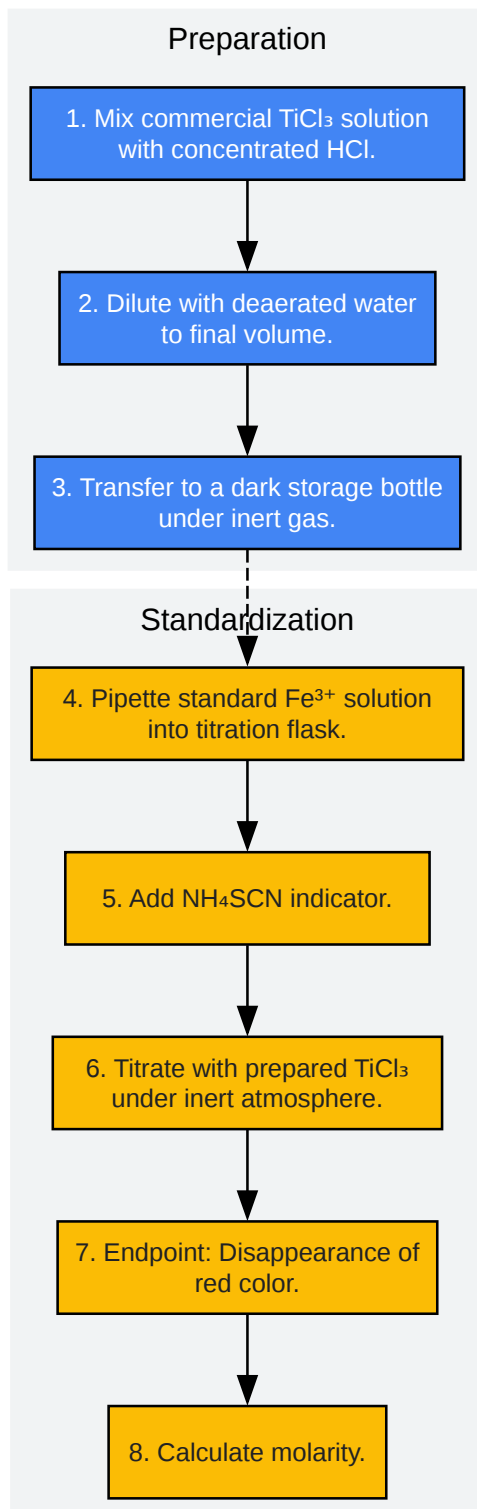 Preparation
1. Mix commercial TiCl₃ solution
with concentrated HCl.
2. Dilute with deaerated water
to final volume.
3. Transfer to a dark storage bottle
under inert gas.
Standardization
4. Pipette standard Fe³⁺ solution
into titration flask.
5. Add NH₄SCN indicator.
6. Titrate with prepared TiCl₃
under inert atmosphere.
7. Endpoint: Disappearance of
red color.
8. Calculate molarity.